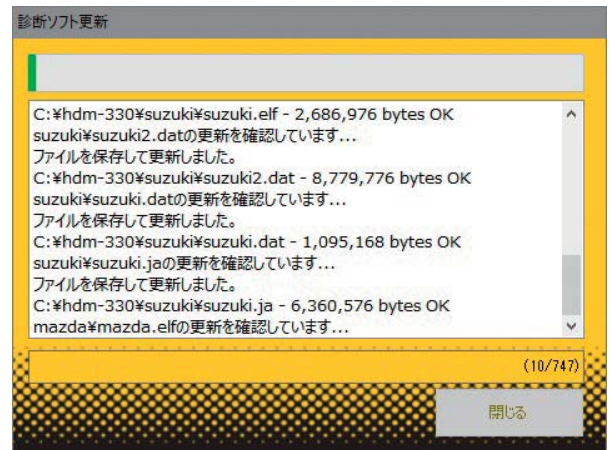 診断ソフト更新
C:¥hdm-330¥suzuki¥suzuki.elf - 2,686,976 bytes OK
suzuki¥suzuki2.datの更新を確認しています...
ファイルを保存して更新しました。
C:¥hdm-330¥suzuki¥suzuki2.dat - 8,779,776 bytes OK
suzuki¥suzuki.datの更新を確認しています...
ファイルを保存して更新しました。
C:¥hdm-330¥suzuki¥suzuki.dat - 1,095,168 bytes OK
suzuki¥suzuki.jaの更新を確認しています...
ファイルを保存して更新しました。
C:¥hdm-330¥suzuki¥suzuki.ja - 6,360,576 bytes OK
mazda¥mazda.elfの更新を確認しています...
(10/747)
閉じる